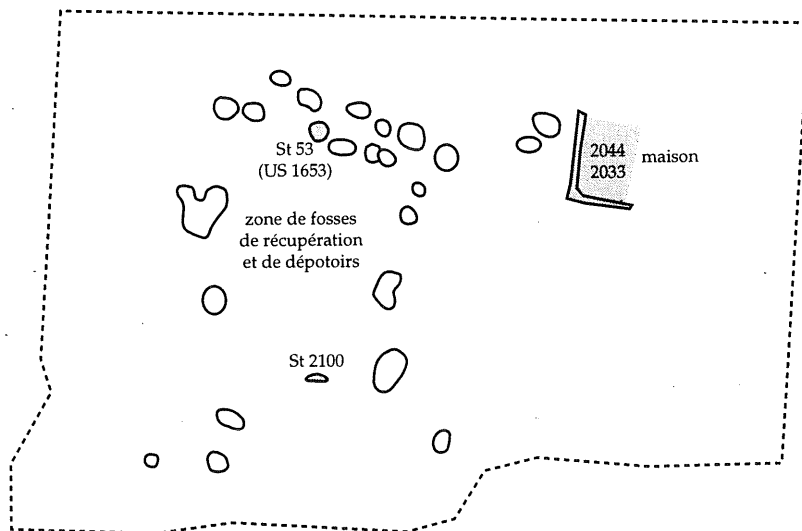 St 53
(US 1653)
2044
2033
maison
zone de fosses
de récupération
et de dépotoirs
St 2100